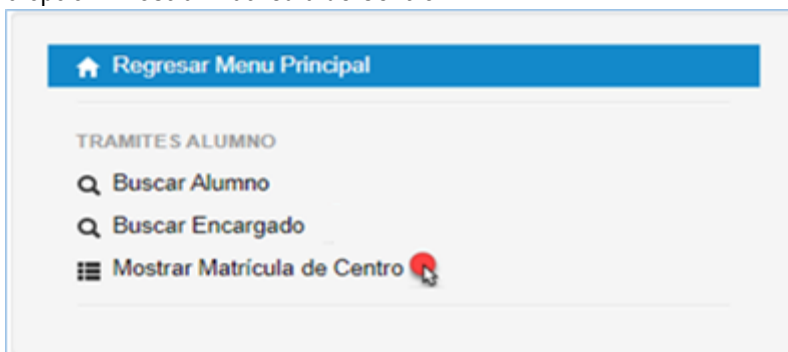 Regresar Menu Principal
TRAMITES ALUMNO
Buscar Alumno
Buscar Encargado
Mostrar Matrícula de Centro